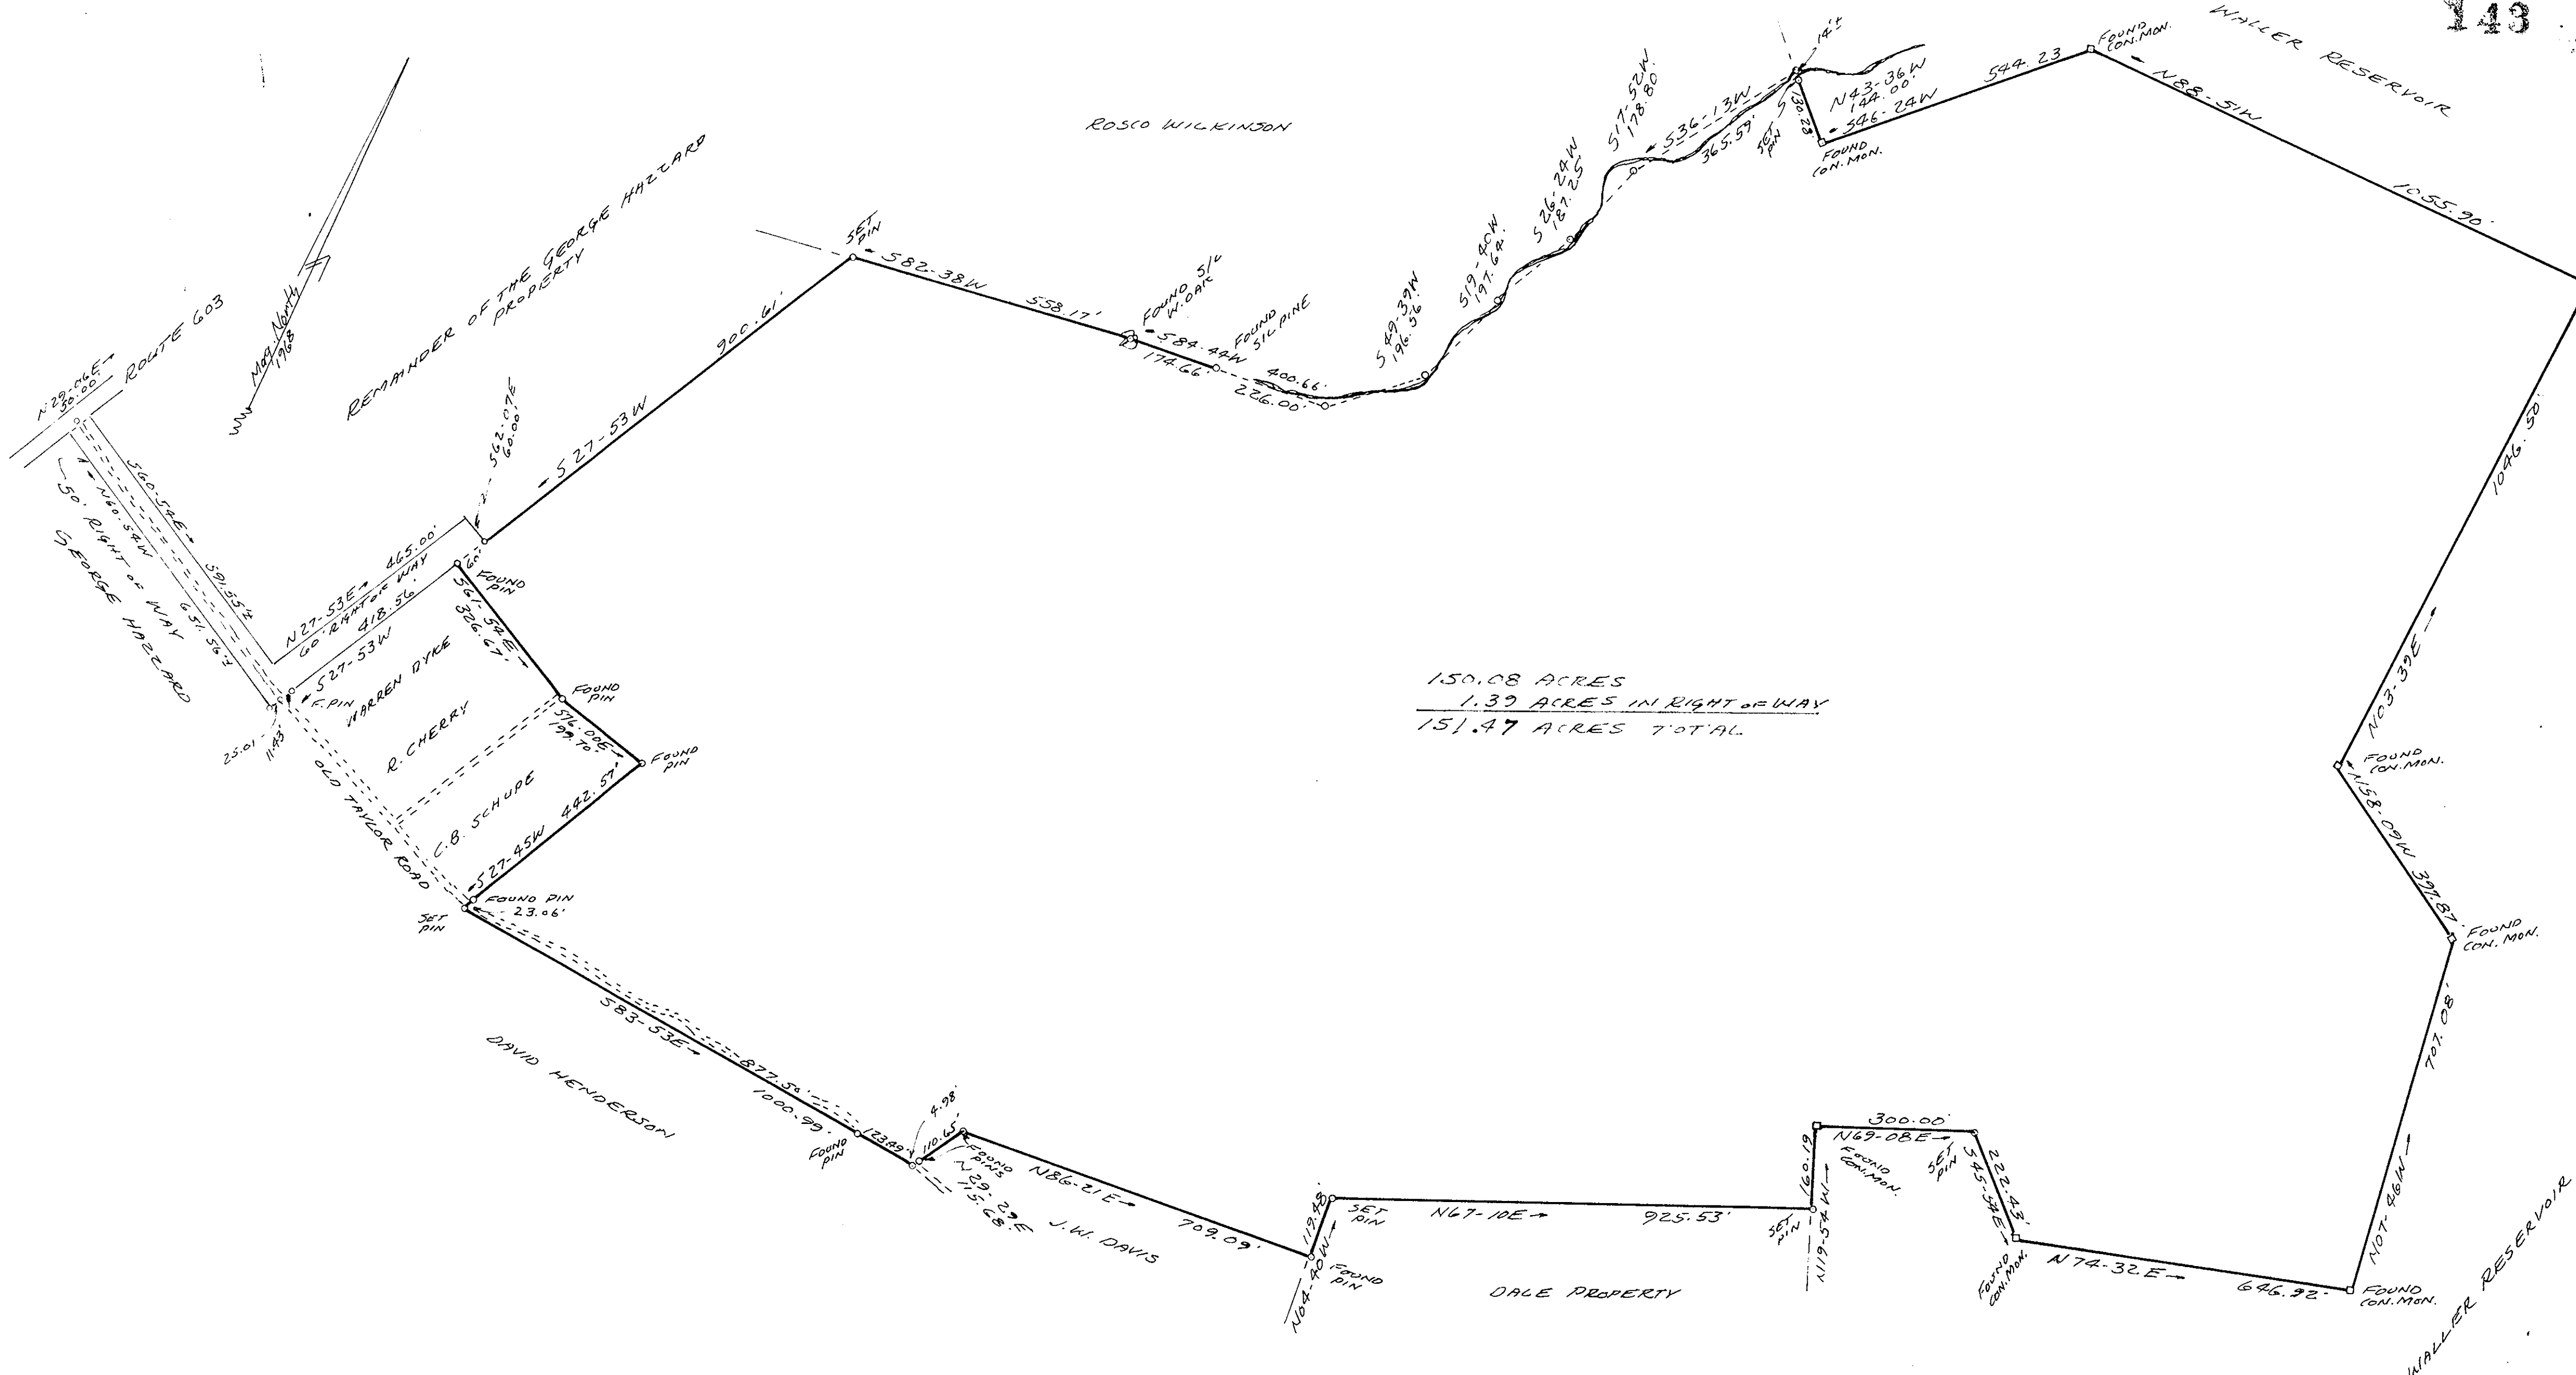 143
WALLER RESERVOIR
FOUND
CON.MON.
N88-51W
1055.90'
544.23
S46-24W
N43-36W
144.00'
130.28'
14'±
SET
PIN
FOUND
CON.MON.
S36-13W
365.59'
S17-52W
178.80
S26-24W
187.25
S19-40W
197.64'
S49-39W
196.56'
ROSCO WILKINSON
SET
PIN
S82-38W
558.17'
FOUND S/L
W.OAK
S84-44W
174.66'
FOUND
S/L PINE
400.66'
226.00'
REMAINDER OF THE GEORGE HAZZARD
PROPERTY
Mag. North
1968
ROUTE 603
N29-06E
50.00'
S27-53W
900.61'
S62-07E
60.00'
S60-54E
591.55'±
N60-54W
651.56'±
50' RIGHT OF WAY
GEORGE HAZZARD
N27-53E
465.00'
60' RIGHT OF WAY
418.56'
S27-53W
60'
FOUND
PIN
S61-54E
326.67'
F.PIN
WARREN DYKE
R. CHERRY
C.B. SCHUPE
25.01
11.43'
OLD TAYLOR ROAD
FOUND
PIN
S76-00E
199.70'
FOUND
PIN
S27-45W
442.57'
FOUND PIN
23.06'
SET
PIN
150.08 ACRES
1.39 ACRES IN RIGHT OF WAY
151.47 ACRES TOTAL
1046.50'
N03-39E
FOUND
CON.MON.
N58-09W
397.87'
FOUND
CON. MON.
707.08'
N07-46W
S83-53E
877.50'
1000.99'
DAVID HENDERSON
FOUND
PIN
123.49'
4.98'
110.65'
FOUND
PINS
N29-29E
115.68'
J.W. DAVIS
N86-21E
709.09'
119.48'
N04-40W
FOUND
PIN
SET
PIN
N67-10E
925.53'
SET
PIN
160.19
N19-54W
FOUND
CON.MON.
300.00'
N69-08E
SET
PIN
222.43'
S45-54E
FOUND
CON.MON.
DALE PROPERTY
N74-32E
646.92'
FOUND
CON.MON.
WALLER RESERVOIR